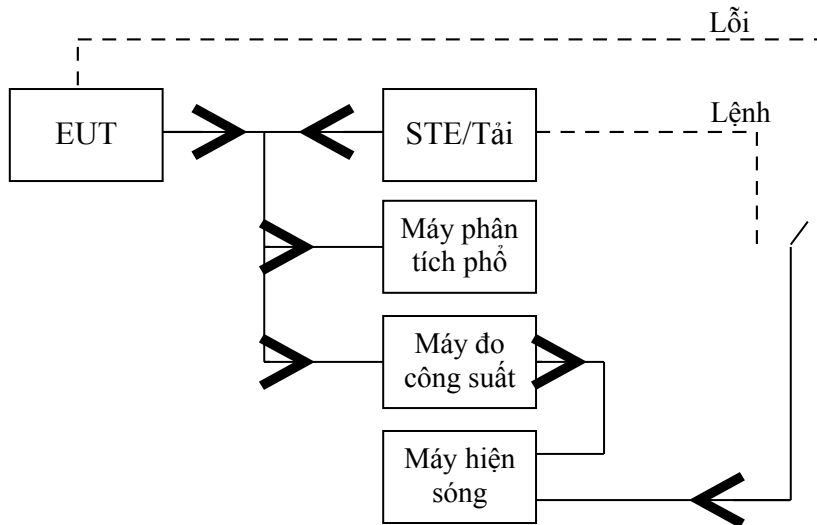 Lỗi
EUT
STE/Tải
Lệnh
Máy phân
tích phổ
Máy đo
công suất
Máy hiện
sóng